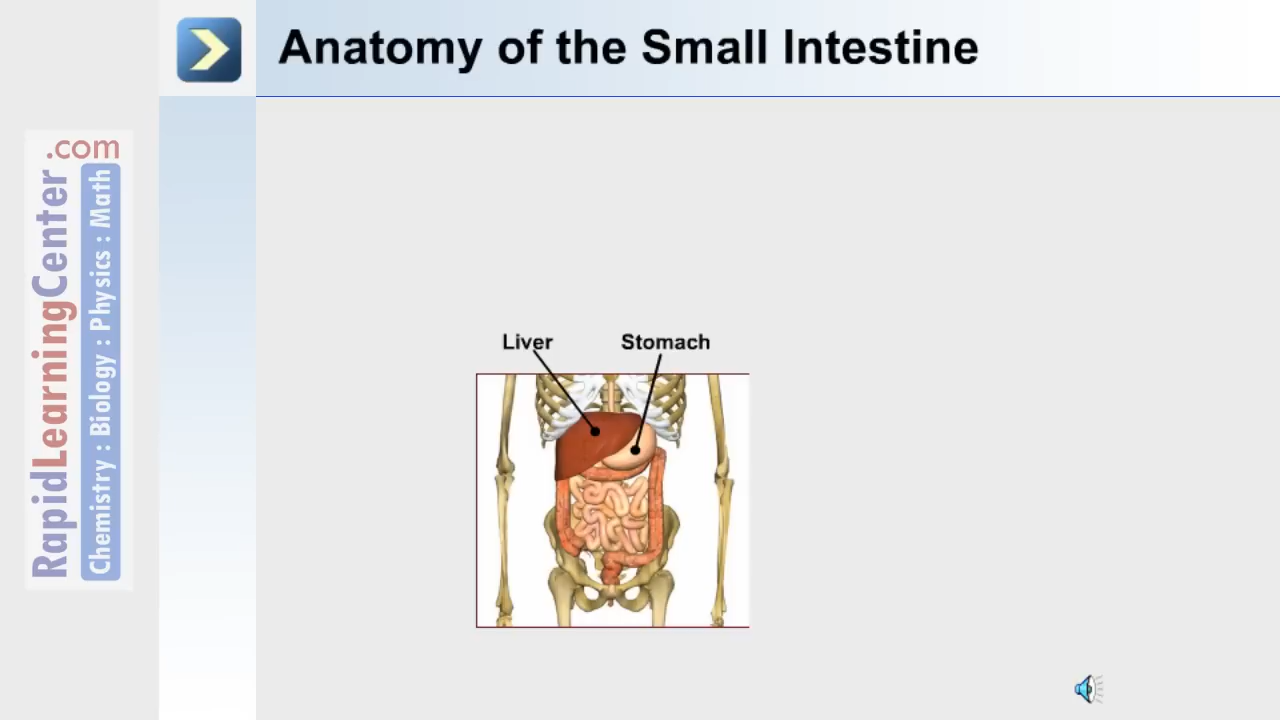 Anatomy of the Small Intestine
RapidLearningCenter
.com
Chemistry : Biology : Physics : Math
Liver
Stomach